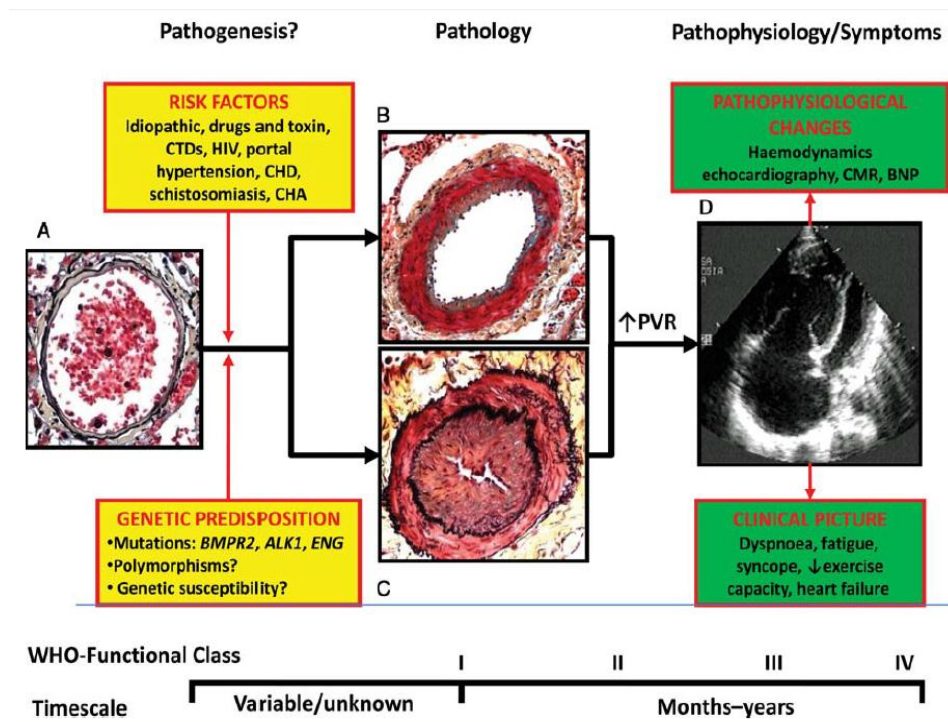 Pathogenesis?
Pathology
Pathophysiology/Symptoms
RISK FACTORS
Idiopathic, drugs and toxin,
CTDs, HIV, portal
hypertension, CHD,
schistosomiasis, CHA
A
B
PATHOPHYSIOLOGICAL
CHANGES
Haemodynamics
echocardiography, CMR, BNP
D
↑PVR
GENETIC PREDISPOSITION
•Mutations: BMPR2, ALK1, ENG
•Polymorphisms?
• Genetic susceptibility?
C
CLINICAL PICTURE
Dyspnoea, fatigue,
syncope, ↓exercise
capacity, heart failure
WHO-Functional Class
I II III IV
Timescale
Variable/unknown
Months–years